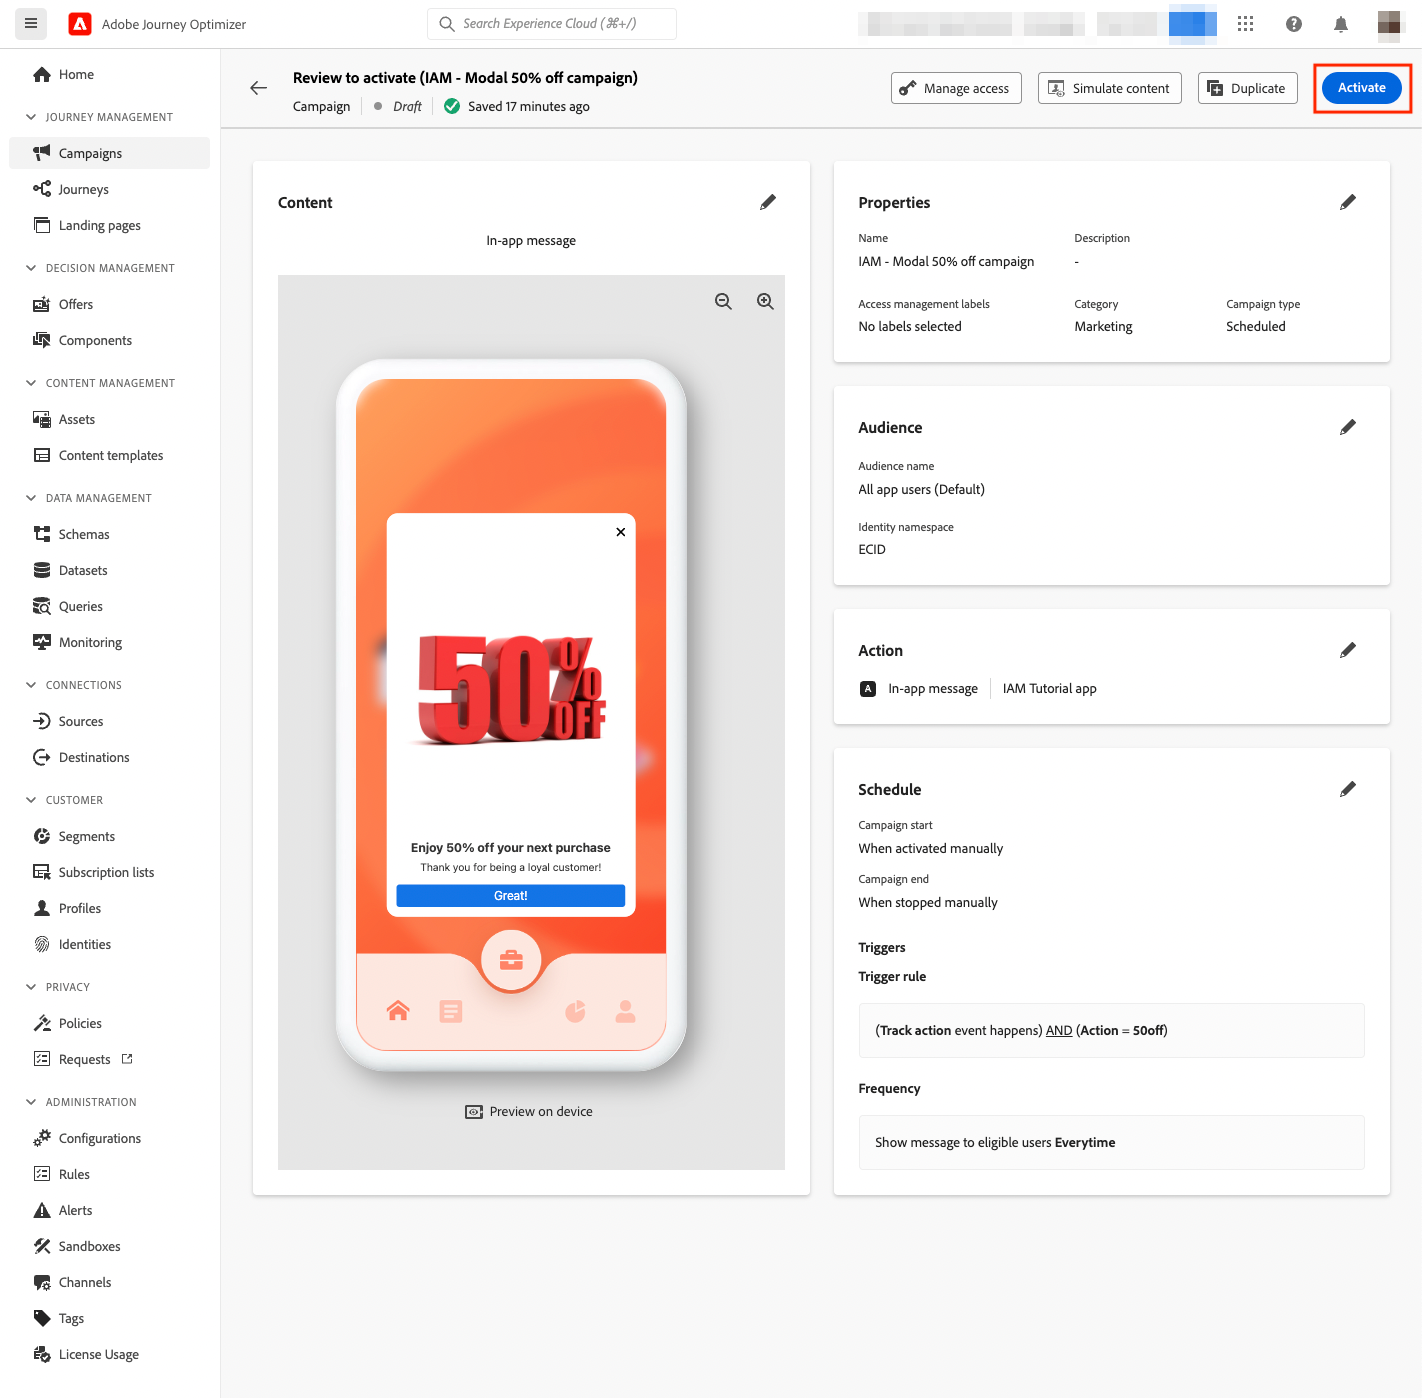 Adobe Journey Optimizer
Search Experience Cloud (⌘+/)
Home
JOURNEY MANAGEMENT
Campaigns
Journeys
Landing pages
DECISION MANAGEMENT
Offers
Components
CONTENT MANAGEMENT
Assets
Content templates
DATA MANAGEMENT
Schemas
Datasets
Queries
Monitoring
CONNECTIONS
Sources
Destinations
CUSTOMER
Segments
Subscription lists
Profiles
Identities
PRIVACY
Policies
Requests
ADMINISTRATION
Configurations
Rules
Alerts
Sandboxes
Channels
Tags
License Usage
Review to activate (IAM - Modal 50% off campaign)
Campaign Draft Saved 17 minutes ago
Manage access
Simulate content
Duplicate
Activate
Content
In-app message
50% OFF
Enjoy 50% off your next purchase
Thank you for being a loyal customer!
Great!
Preview on device
Properties
Name
IAM - Modal 50% off campaign
Description
-
Access management labels
No labels selected
Category
Marketing
Campaign type
Scheduled
Audience
Audience name
All app users (Default)
Identity namespace
ECID
Action
A In-app message IAM Tutorial app
Schedule
Campaign start
When activated manually
Campaign end
When stopped manually
Triggers
Trigger rule
(Track action event happens) AND (Action = 50off)
Frequency
Show message to eligible users Everytime